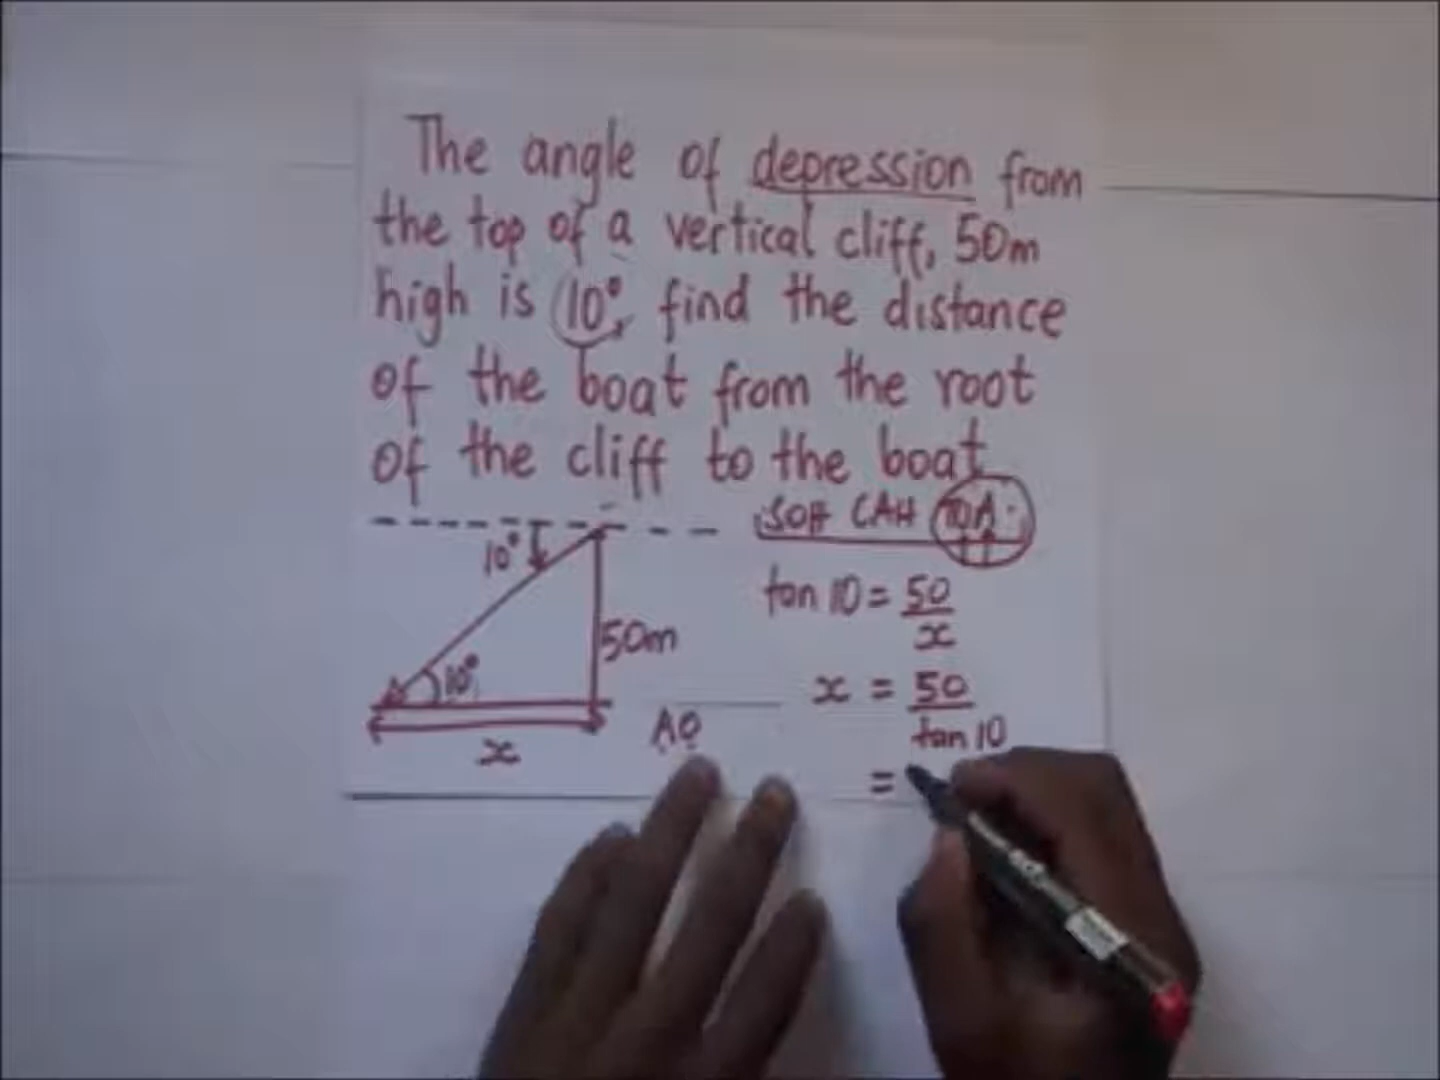 The angle of depression from
the top of a vertical cliff, 50m
high is 10°, find the distance
of the boat from the root
of the cliff to the boat
SOH CAH TOA
10°
tan 10 = 50
x
50m
10°
x = 50
tan 10
AO
x
=